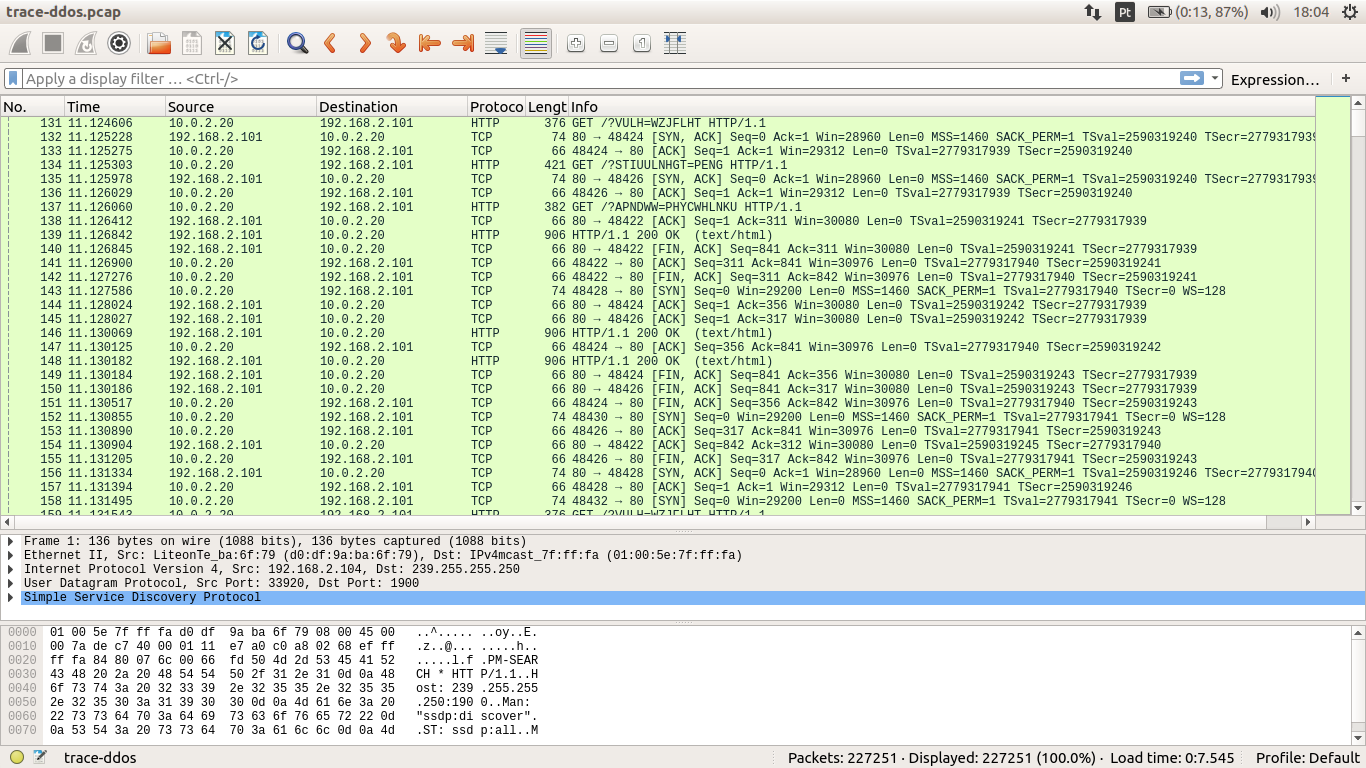 trace-ddos.pcap Pt (0:13, 87%) 18:04
Apply a display filter … <Ctrl-/> Expression… +
No. Time Source Destination Protoco Lengt Info
131 11.124606 10.0.2.20 192.168.2.101 HTTP 376 GET /?VULH=WZJFLHT HTTP/1.1
132 11.125228 192.168.2.101 10.0.2.20 TCP 74 80 → 48424 [SYN, ACK] Seq=0 Ack=1 Win=28960 Len=0 MSS=1460 SACK_PERM=1 TSval=2590319240 TSecr=2779317939
133 11.125275 10.0.2.20 192.168.2.101 TCP 66 48424 → 80 [ACK] Seq=1 Ack=1 Win=29312 Len=0 TSval=2779317939 TSecr=2590319240
134 11.125303 10.0.2.20 192.168.2.101 HTTP 421 GET /?STIUULNHGT=PENG HTTP/1.1
135 11.125978 192.168.2.101 10.0.2.20 TCP 74 80 → 48426 [SYN, ACK] Seq=0 Ack=1 Win=28960 Len=0 MSS=1460 SACK_PERM=1 TSval=2590319240 TSecr=2779317939
136 11.126029 10.0.2.20 192.168.2.101 TCP 66 48426 → 80 [ACK] Seq=1 Ack=1 Win=29312 Len=0 TSval=2779317939 TSecr=2590319240
137 11.126060 10.0.2.20 192.168.2.101 HTTP 382 GET /?APNDWW=PHYCWHLNKU HTTP/1.1
138 11.126412 192.168.2.101 10.0.2.20 TCP 66 80 → 48422 [ACK] Seq=1 Ack=311 Win=30080 Len=0 TSval=2590319241 TSecr=2779317939
139 11.126842 192.168.2.101 10.0.2.20 HTTP 906 HTTP/1.1 200 OK (text/html)
140 11.126845 192.168.2.101 10.0.2.20 TCP 66 80 → 48422 [FIN, ACK] Seq=841 Ack=311 Win=30080 Len=0 TSval=2590319241 TSecr=2779317939
141 11.126900 10.0.2.20 192.168.2.101 TCP 66 48422 → 80 [ACK] Seq=311 Ack=841 Win=30976 Len=0 TSval=2779317940 TSecr=2590319241
142 11.127276 10.0.2.20 192.168.2.101 TCP 66 48422 → 80 [FIN, ACK] Seq=311 Ack=842 Win=30976 Len=0 TSval=2779317940 TSecr=2590319241
143 11.127586 10.0.2.20 192.168.2.101 TCP 74 48428 → 80 [SYN] Seq=0 Win=29200 Len=0 MSS=1460 SACK_PERM=1 TSval=2779317940 TSecr=0 WS=128
144 11.128024 192.168.2.101 10.0.2.20 TCP 66 80 → 48424 [ACK] Seq=1 Ack=356 Win=30080 Len=0 TSval=2590319242 TSecr=2779317939
145 11.128027 192.168.2.101 10.0.2.20 TCP 66 80 → 48426 [ACK] Seq=1 Ack=317 Win=30080 Len=0 TSval=2590319242 TSecr=2779317939
146 11.130069 192.168.2.101 10.0.2.20 HTTP 906 HTTP/1.1 200 OK (text/html)
147 11.130125 10.0.2.20 192.168.2.101 TCP 66 48424 → 80 [ACK] Seq=356 Ack=841 Win=30976 Len=0 TSval=2779317940 TSecr=2590319242
148 11.130182 192.168.2.101 10.0.2.20 HTTP 906 HTTP/1.1 200 OK (text/html)
149 11.130184 192.168.2.101 10.0.2.20 TCP 66 80 → 48424 [FIN, ACK] Seq=841 Ack=356 Win=30080 Len=0 TSval=2590319243 TSecr=2779317939
150 11.130186 192.168.2.101 10.0.2.20 TCP 66 80 → 48426 [FIN, ACK] Seq=841 Ack=317 Win=30080 Len=0 TSval=2590319243 TSecr=2779317939
151 11.130517 10.0.2.20 192.168.2.101 TCP 66 48424 → 80 [FIN, ACK] Seq=356 Ack=842 Win=30976 Len=0 TSval=2779317940 TSecr=2590319243
152 11.130855 10.0.2.20 192.168.2.101 TCP 74 48430 → 80 [SYN] Seq=0 Win=29200 Len=0 MSS=1460 SACK_PERM=1 TSval=2779317941 TSecr=0 WS=128
153 11.130890 10.0.2.20 192.168.2.101 TCP 66 48426 → 80 [ACK] Seq=317 Ack=841 Win=30976 Len=0 TSval=2779317941 TSecr=2590319243
154 11.130904 192.168.2.101 10.0.2.20 TCP 66 80 → 48422 [ACK] Seq=842 Ack=312 Win=30080 Len=0 TSval=2590319245 TSecr=2779317940
155 11.131205 10.0.2.20 192.168.2.101 TCP 66 48426 → 80 [FIN, ACK] Seq=317 Ack=842 Win=30976 Len=0 TSval=2779317941 TSecr=2590319243
156 11.131334 192.168.2.101 10.0.2.20 TCP 74 80 → 48428 [SYN, ACK] Seq=0 Ack=1 Win=28960 Len=0 MSS=1460 SACK_PERM=1 TSval=2590319246 TSecr=2779317940
157 11.131394 10.0.2.20 192.168.2.101 TCP 66 48428 → 80 [ACK] Seq=1 Ack=1 Win=29312 Len=0 TSval=2779317941 TSecr=2590319246
158 11.131495 10.0.2.20 192.168.2.101 TCP 74 48432 → 80 [SYN] Seq=0 Win=29200 Len=0 MSS=1460 SACK_PERM=1 TSval=2779317941 TSecr=0 WS=128
159 11.131543 10.0.2.20 192.168.2.101 HTTP 376 GET /?VULH=WZJFLHT HTTP/1.1
Frame 1: 136 bytes on wire (1088 bits), 136 bytes captured (1088 bits)
Ethernet II, Src: LiteonTe_ba:6f:79 (d0:df:9a:ba:6f:79), Dst: IPv4mcast_7f:ff:fa (01:00:5e:7f:ff:fa)
Internet Protocol Version 4, Src: 192.168.2.104, Dst: 239.255.255.250
User Datagram Protocol, Src Port: 33920, Dst Port: 1900
Simple Service Discovery Protocol
0000 01 00 5e 7f ff fa d0 df 9a ba 6f 79 08 00 45 00 ..^..... ..oy..E.
0010 00 7a de c7 40 00 01 11 e7 a0 c0 a8 02 68 ef ff .z..@... .....h..
0020 ff fa 84 80 07 6c 00 66 fd 50 4d 2d 53 45 41 52 .....l.f .PM-SEAR
0030 43 48 20 2a 20 48 54 54 50 2f 31 2e 31 0d 0a 48 CH * HTT P/1.1..H
0040 6f 73 74 3a 20 32 33 39 2e 32 35 35 2e 32 35 35 ost: 239 .255.255
0050 2e 32 35 30 3a 31 39 30 30 0d 0a 4d 61 6e 3a 20 .250:190 0..Man:
0060 22 73 73 64 70 3a 64 69 73 63 6f 76 65 72 22 0d "ssdp:di scover".
0070 0a 53 54 3a 20 73 73 64 70 3a 61 6c 6c 0d 0a 4d .ST: ssd p:all..M
trace-ddos Packets: 227251 · Displayed: 227251 (100.0%) · Load time: 0:7.545 Profile: Default